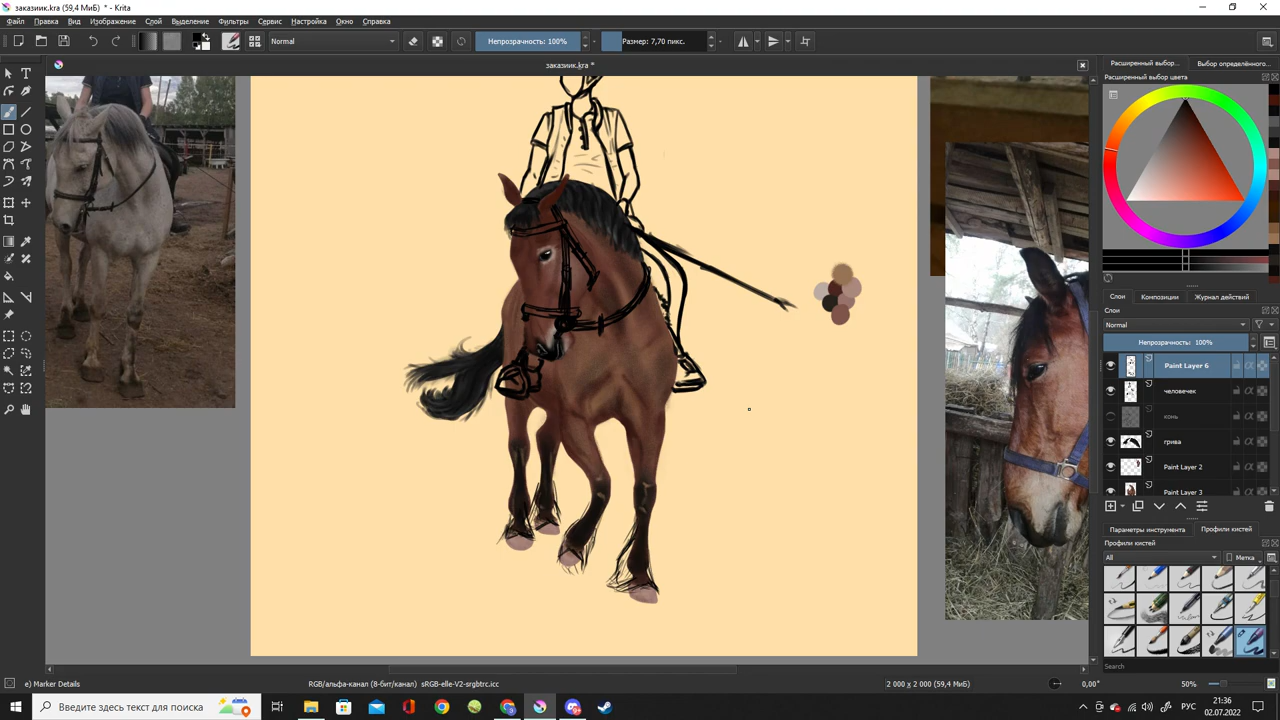 заказиик.kra (59,4 МиБ) * - Krita
Файл Правка Вид Изображение Слой Выделение Фильтры Сервис Настройка Окно Справка
Normal Непрозрачность: 100% Размер: 7,70 пикс.
заказиик.kra *
Расширенный выбор... Выбор определённого...
Расширенный выбор цвета
Слои Композиции Журнал действий
Слои
Normal
Непрозрачность: 100%
Paint Layer 6
человечек
конь
грива
Paint Layer 2
Paint Layer 3
Параметры инструмента Профили кистей
Профили кистей
All Метка
Search
e) Marker Details RGB/альфа-канал (8-бит/канал) sRGB-elle-V2-srgbtrc.icc 2 000 x 2 000 (59,4 МиБ) 0,00° 50%
Введите здесь текст для поиска
РУС
21:36
02.07.2022